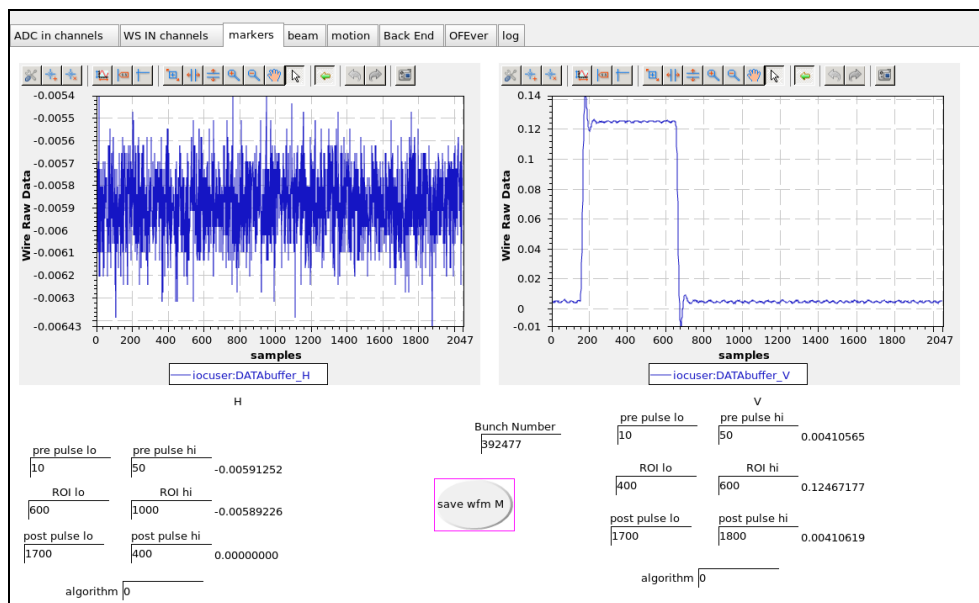 ADC in channels WS IN channels markers beam motion Back End OFEver log
-0.0054
-0.0055
-0.0057
-0.0058
-0.0059
-0.006
-0.0061
-0.0062
-0.0063
-0.00643
Wire Raw Data
0 200 400 600 800 1000 1200 1400 1600 1800 2047
samples
iocuser:DATAbuffer_H
0.14
0.12
0.1
0.08
0.06
0.04
0.02
0
-0.01
Wire Raw Data
0 200 400 600 800 1000 1200 1400 1600 1800 2047
samples
iocuser:DATAbuffer_V
H
pre pulse lo pre pulse hi
10 50 -0.00591252
ROI lo ROI hi
600 1000 -0.00589226
post pulse lo post pulse hi
1700 400 0.00000000
algorithm 0
Bunch Number
392477
save wfm M
V
pre pulse lo pre pulse hi
10 50 0.00410565
ROI lo ROI hi
400 600 0.12467177
post pulse lo post pulse hi
1700 1800 0.00410619
algorithm 0